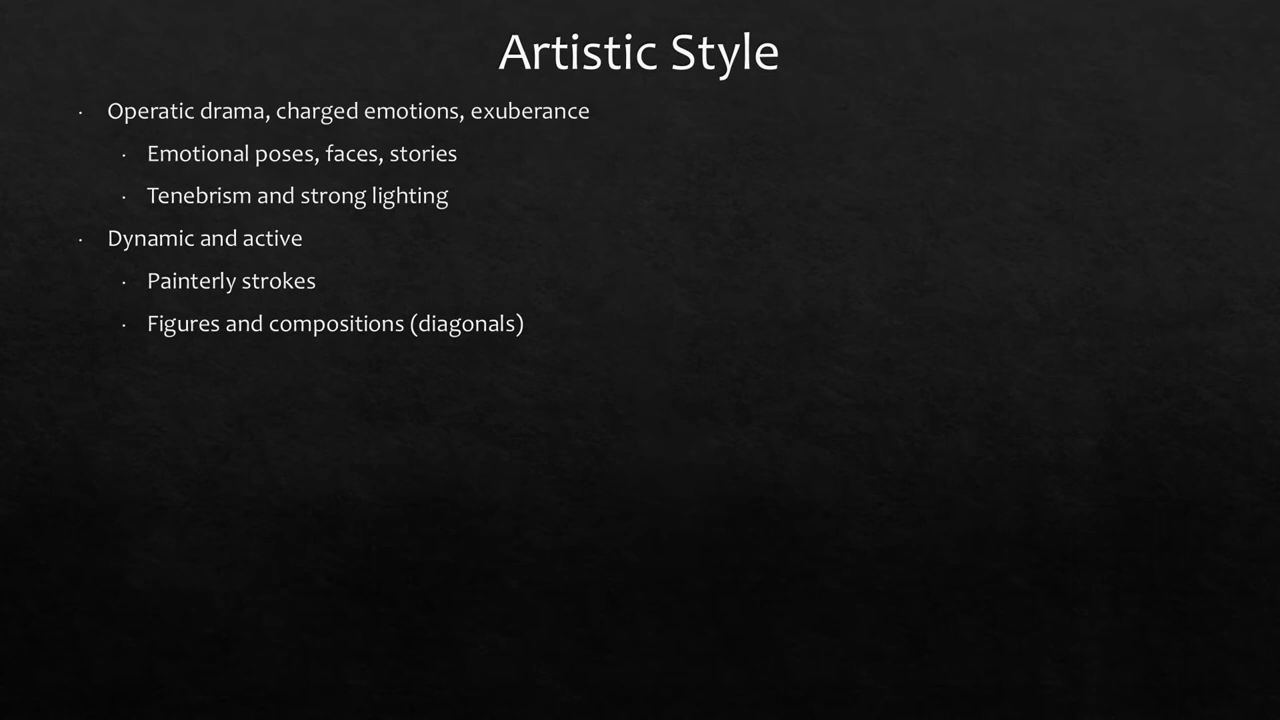 Artistic Style
· Operatic drama, charged emotions, exuberance
· Emotional poses, faces, stories
· Tenebrism and strong lighting
· Dynamic and active
· Painterly strokes
· Figures and compositions (diagonals)